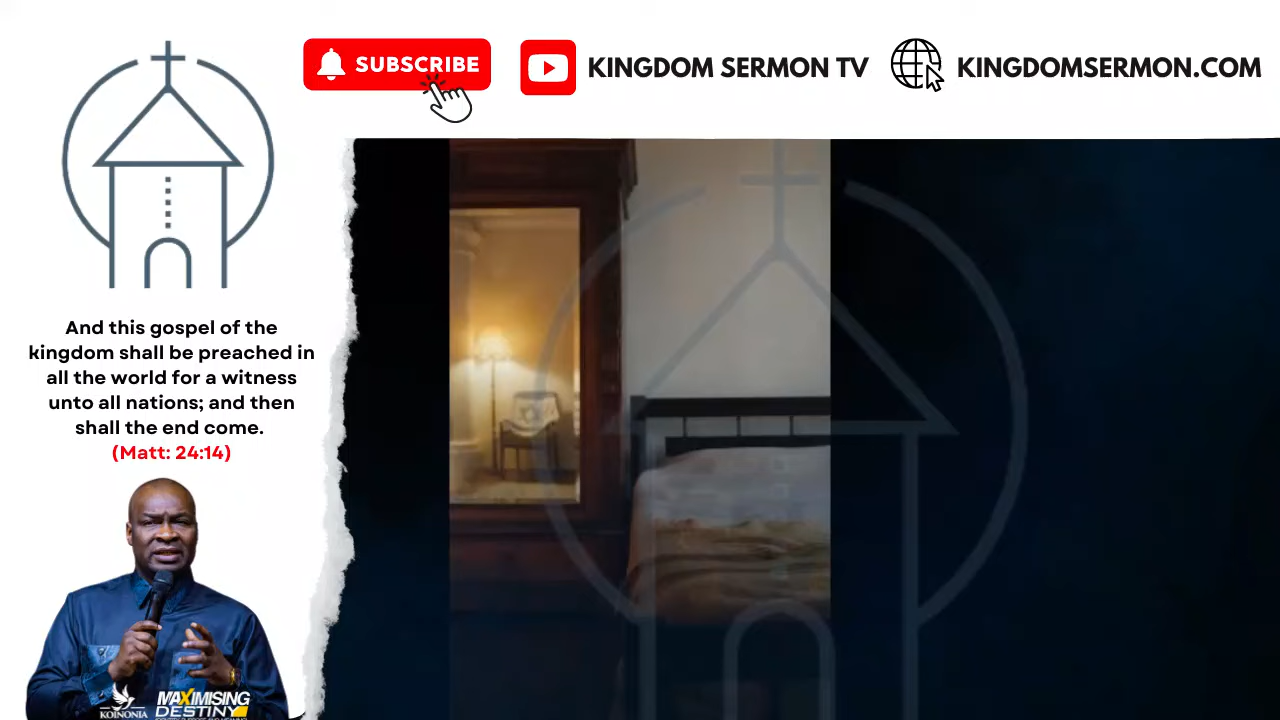 SUBSCRIBE
KINGDOM SERMON TV
KINGDOMSERMON.COM
And this gospel of the
kingdom shall be preached in
all the world for a witness
unto all nations; and then
shall the end come.
(Matt: 24:14)
KOINONIA
MAXIMISING
DESTINY